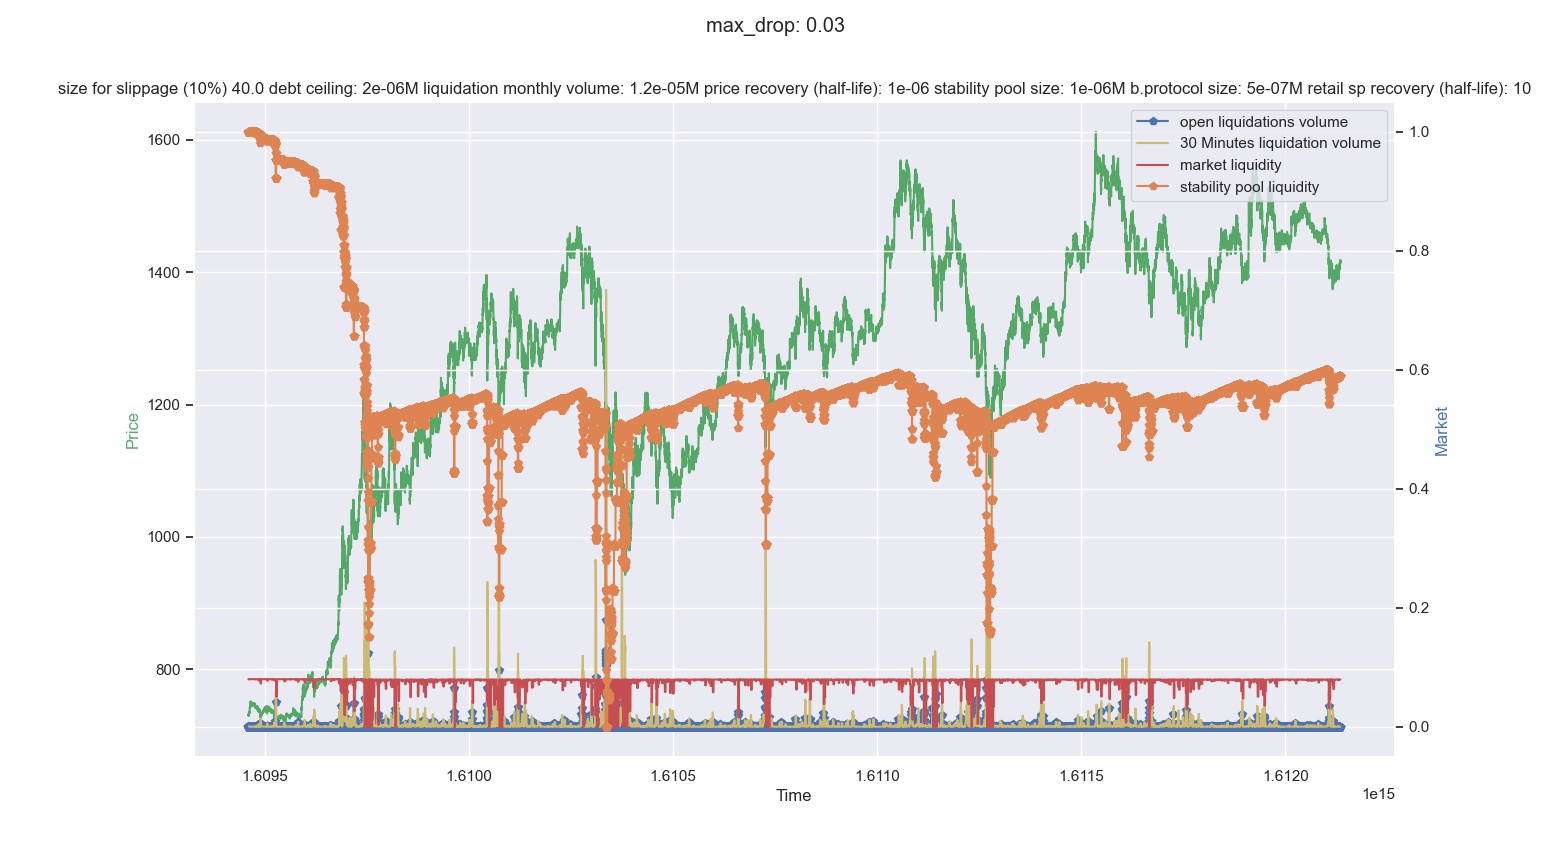 max_drop: 0.03
size for slippage (10%) 40.0 debt ceiling: 2e-06M liquidation monthly volume: 1.2e-05M price recovery (half-life): 1e-06 stability pool size: 1e-06M b.protocol size: 5e-07M retail sp recovery (half-life): 10
open liquidations volume
30 Minutes liquidation volume
market liquidity
stability pool liquidity
1600
1400
1200
1000
800
Price
1.0
0.8
0.6
0.4
0.2
0.0
Market
1.6095
1.6100
1.6105
1.6110
1.6115
1.6120
1e15
Time